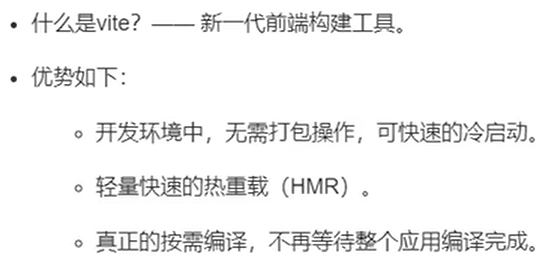 什么是vite？—— 新一代前端构建工具。
优势如下：
开发环境中，无需打包操作，可快速的冷启动。
轻量快速的热重载（HMR）。
真正的按需编译，不再等待整个应用编译完成。